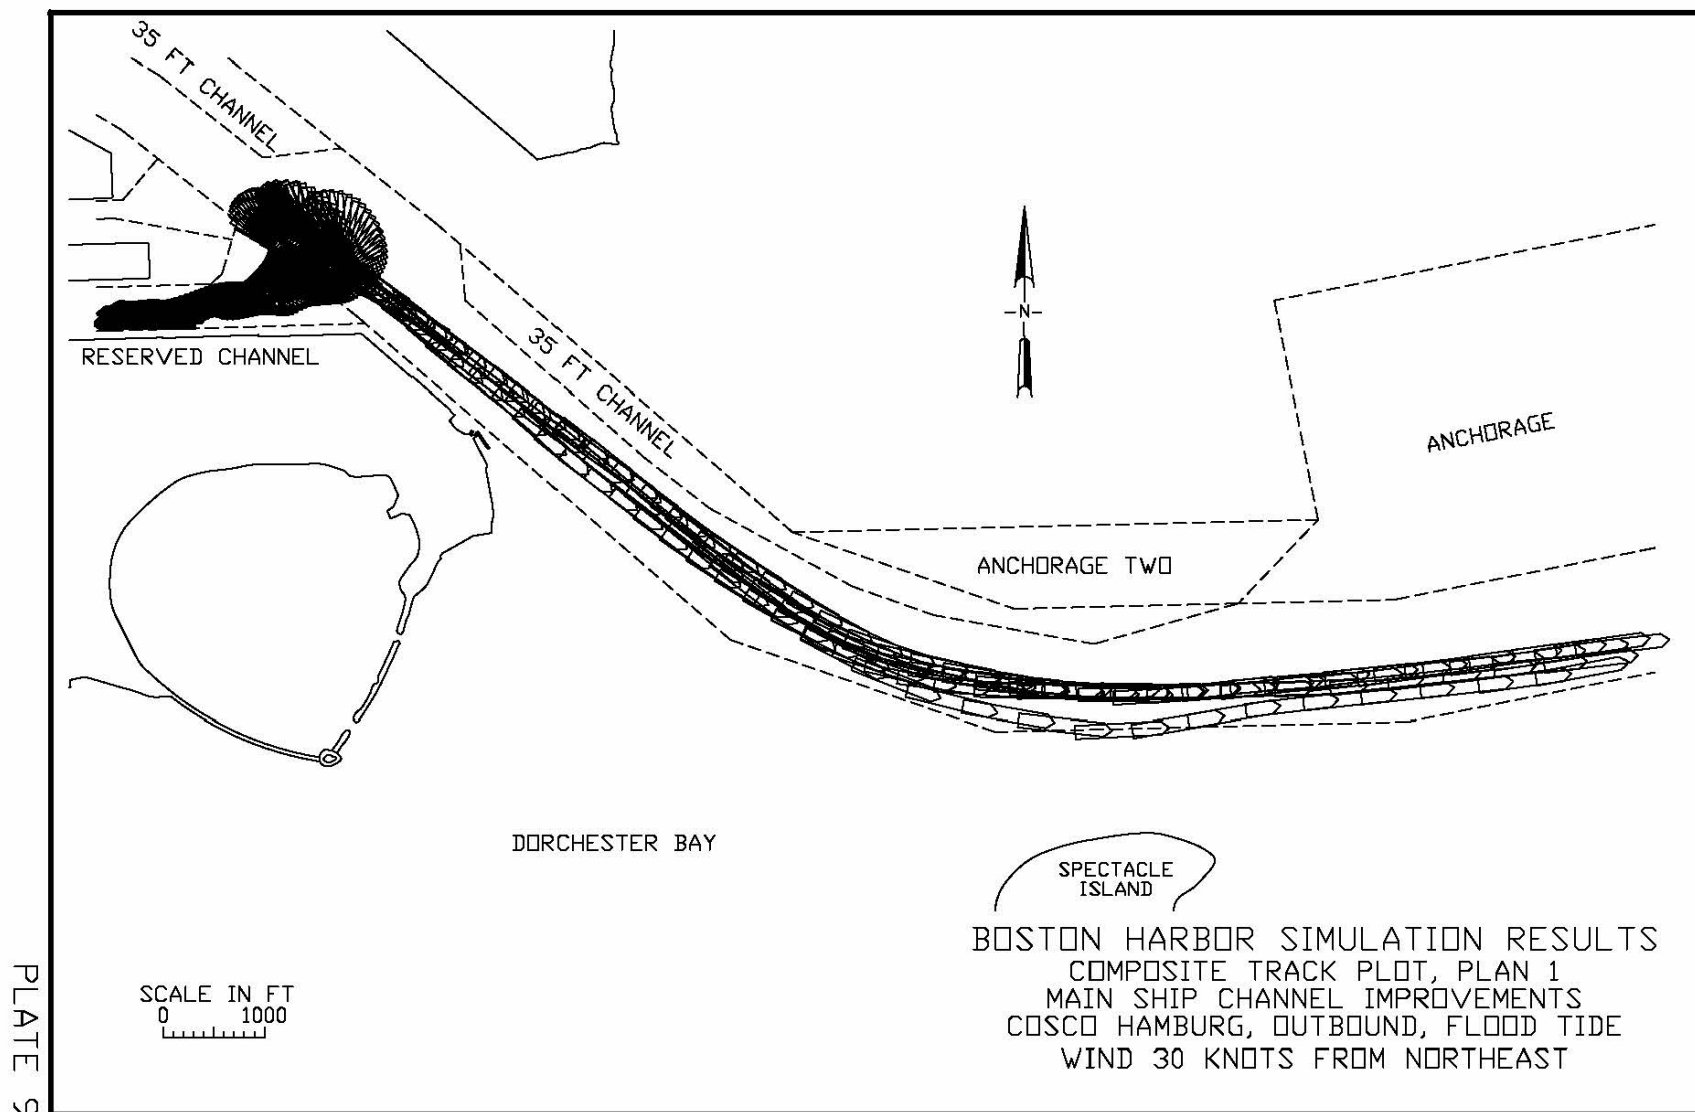 35 FT CHANNEL
RESERVED CHANNEL
35 FT CHANNEL
-N-
ANCHORAGE
ANCHORAGE TWO
DORCHESTER BAY
SPECTACLE
ISLAND
BOSTON HARBOR SIMULATION RESULTS
COMPOSITE TRACK PLOT, PLAN 1
MAIN SHIP CHANNEL IMPROVEMENTS
COSCO HAMBURG, OUTBOUND, FLOOD TIDE
WIND 30 KNOTS FROM NORTHEAST
SCALE IN FT
0 1000
PLATE